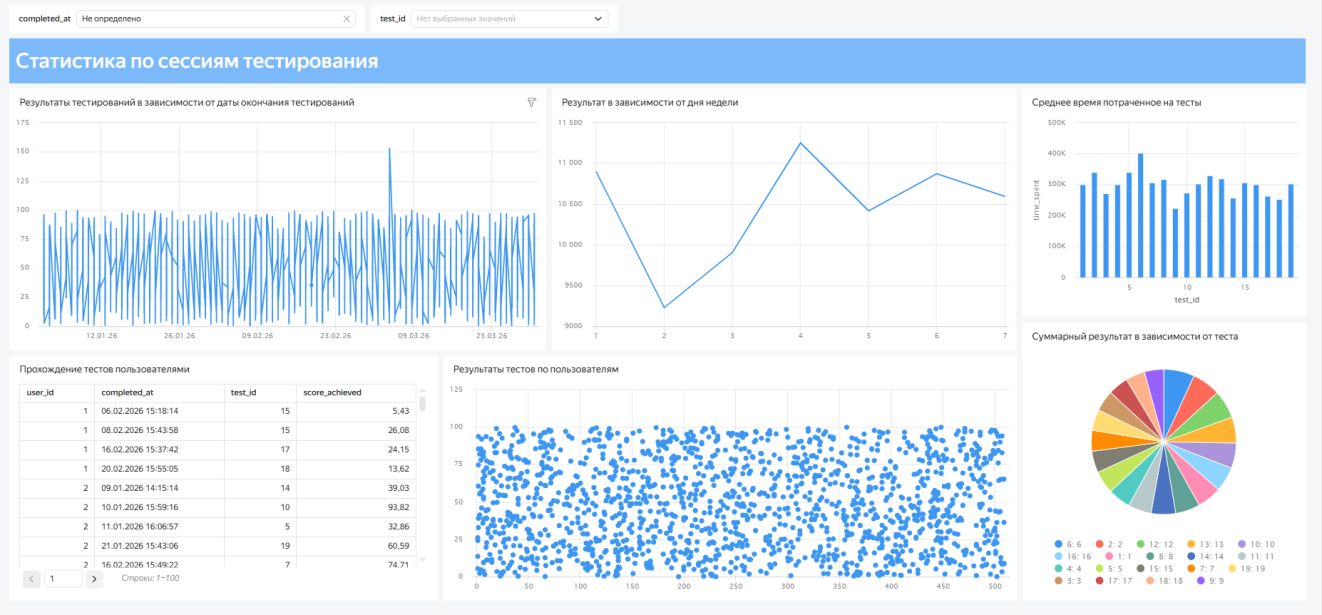 completed_at Не определено
test_id Нет выбранных значений
Статистика по сессиям тестирования
Результаты тестирований в зависимости от даты окончания тестирований
175
150
125
100
75
50
25
0
12.01.26 26.01.26 09.02.26 23.02.26 09.03.26 23.03.26
Результат в зависимости от дня недели
11 500
11 000
10 500
10 000
9500
9000
1 2 3 4 5 6 7
Среднее время потраченное на тесты
500K
400K
300K
200K
100K
0
time_spent
5 10 15
test_id
Прохождение тестов пользователями
user_id completed_at test_id score_achieved
1 06.02.2026 15:18:14 15 5,43
1 08.02.2026 15:43:58 15 26,08
1 16.02.2026 15:37:42 17 24,15
1 20.02.2026 15:55:05 18 13,62
2 09.01.2026 14:15:14 14 39,03
2 10.01.2026 15:59:16 10 93,82
2 11.01.2026 16:06:57 5 32,86
2 21.01.2026 15:43:06 19 60,59
2 16.02.2026 15:49:22 7 74,71
1 Строки: 1–100
Результаты тестов по пользователям
125
100
75
50
25
0
0 50 100 150 200 250 300 350 400 450 500
Суммарный результат в зависимости от теста
6: 6 2: 2 12: 12 13: 13 10: 10
16: 16 1: 1 8: 8 14: 14 11: 11
4: 4 5: 5 15: 15 7: 7 19: 19
3: 3 17: 17 18: 18 9: 9